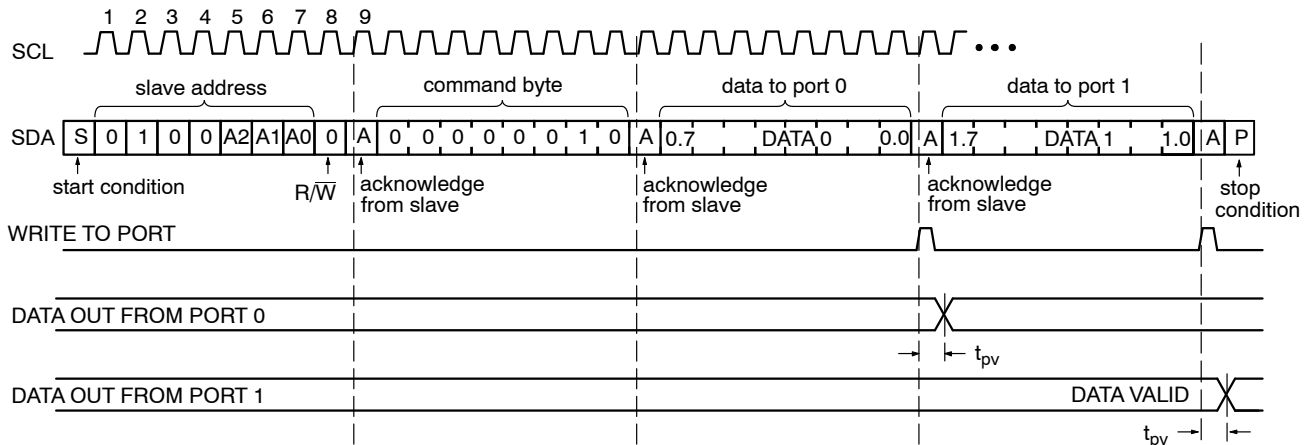 1 2 3 4 5 6 7 8 9
SCL
slave address command byte data to port 0 data to port 1
SDA S 0 1 0 0 A2 A1 A0 0 A 0 0 0 0 0 0 1 0 A 0.7 DATA 0 0.0 A 1.7 DATA 1 1.0 A P
start condition R/W̅ acknowledge from slave acknowledge from slave acknowledge from slave stop condition
WRITE TO PORT
DATA OUT FROM PORT 0
tpv
DATA OUT FROM PORT 1 DATA VALID
tpv